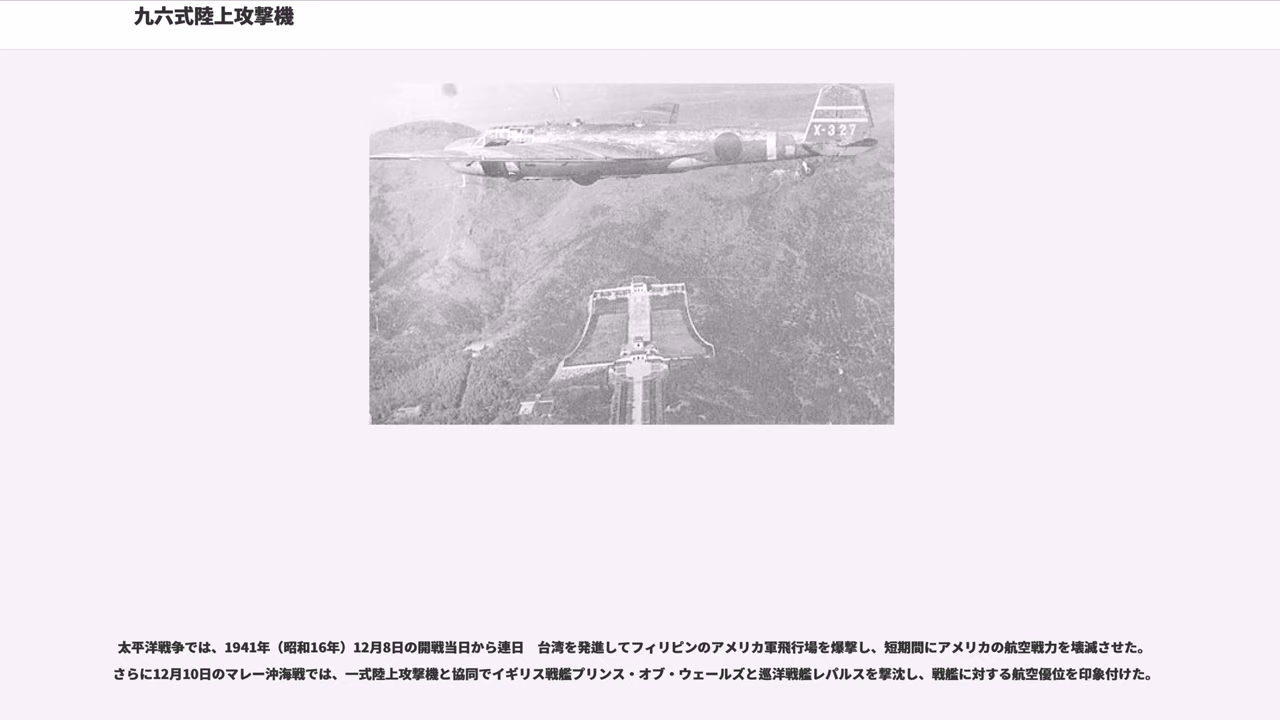 九六式陸上攻撃機
X-327
太平洋戦争では、1941年（昭和16年）12月8日の開戦当日から連日　台湾を発進してフィリピンのアメリカ軍飛行場を爆撃し、短期間にアメリカの航空戦力を壊滅させた。
さらに12月10日のマレー沖海戦では、一式陸上攻撃機と協同でイギリス戦艦プリンス・オブ・ウェールズと巡洋戦艦レパルスを撃沈し、戦艦に対する航空優位を印象付けた。